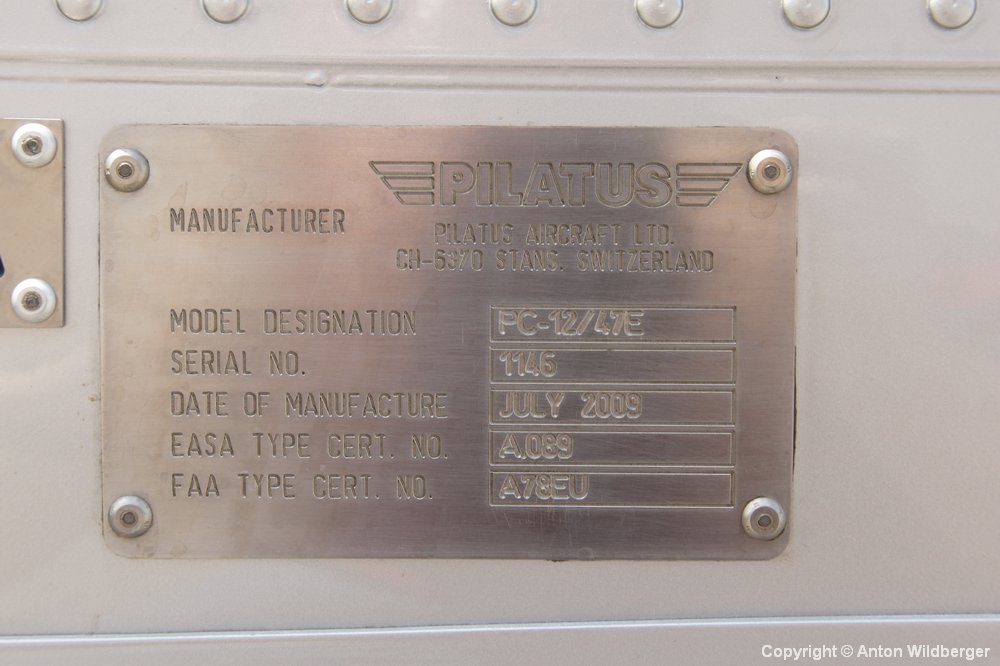 PILATUS
MANUFACTURER
PILATUS AIRCRAFT LTD.
CH-6370 STANS, SWITZERLAND
MODEL DESIGNATION PC-12/47E
SERIAL NO. 1146
DATE OF MANUFACTURE JULY 2009
EASA TYPE CERT. NO. A.089
FAA TYPE CERT. NO. A78EU
Copyright © Anton Wildberger